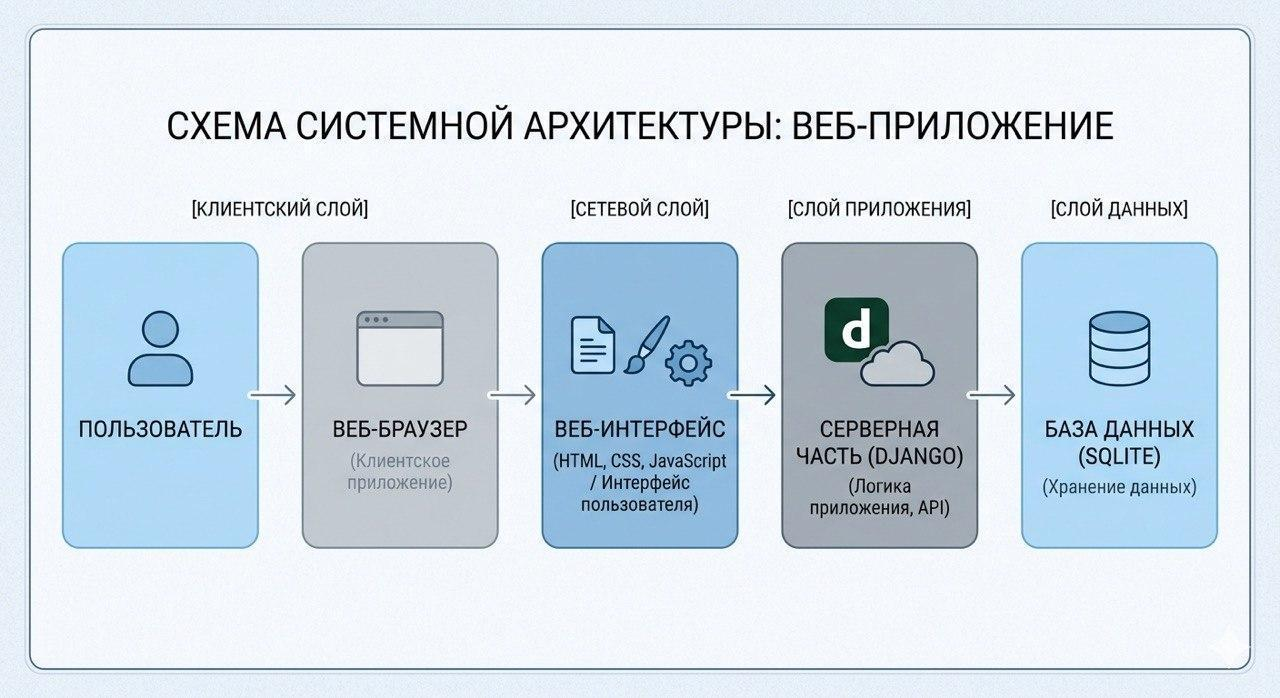 СХЕМА СИСТЕМНОЙ АРХИТЕКТУРЫ: ВЕБ-ПРИЛОЖЕНИЕ
[КЛИЕНТСКИЙ СЛОЙ]
[СЕТЕВОЙ СЛОЙ]
[СЛОЙ ПРИЛОЖЕНИЯ]
[СЛОЙ ДАННЫХ]
ПОЛЬЗОВАТЕЛЬ
ВЕБ-БРАУЗЕР
(Клиентское
приложение)
ВЕБ-ИНТЕРФЕЙС
(HTML, CSS, JavaScript
/ Интерфейс
пользователя)
d
СЕРВЕРНАЯ
ЧАСТЬ (DJANGO)
(Логика
приложения, API)
БАЗА ДАННЫХ
(SQLITE)
(Хранение данных)